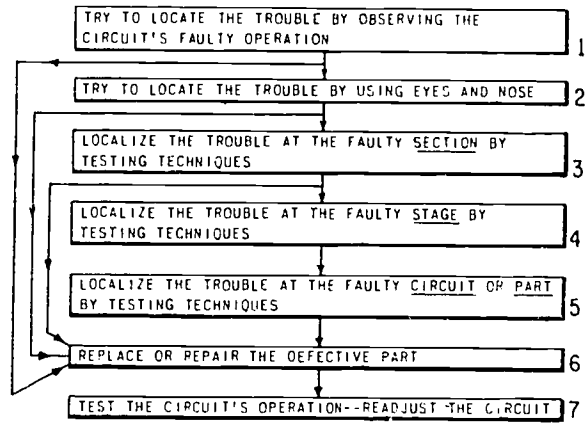 TRY TO LOCATE THE TROUBLE BY OBSERVING THE
CIRCUIT'S FAULTY OPERATION
1
TRY TO LOCATE THE TROUBLE BY USING EYES AND NOSE
2
LOCALIZE THE TROUBLE AT THE FAULTY SECTION BY
TESTING TECHNIQUES
3
LOCALIZE THE TROUBLE AT THE FAULTY STAGE BY
TESTING TECHNIQUES
4
LOCALIZE THE TROUBLE AT THE FAULTY CIRCUIT OR PART
BY TESTING TECHNIQUES
5
REPLACE OR REPAIR THE DEFECTIVE PART
6
TEST THE CIRCUIT'S OPERATION--READJUST THE CIRCUIT
7